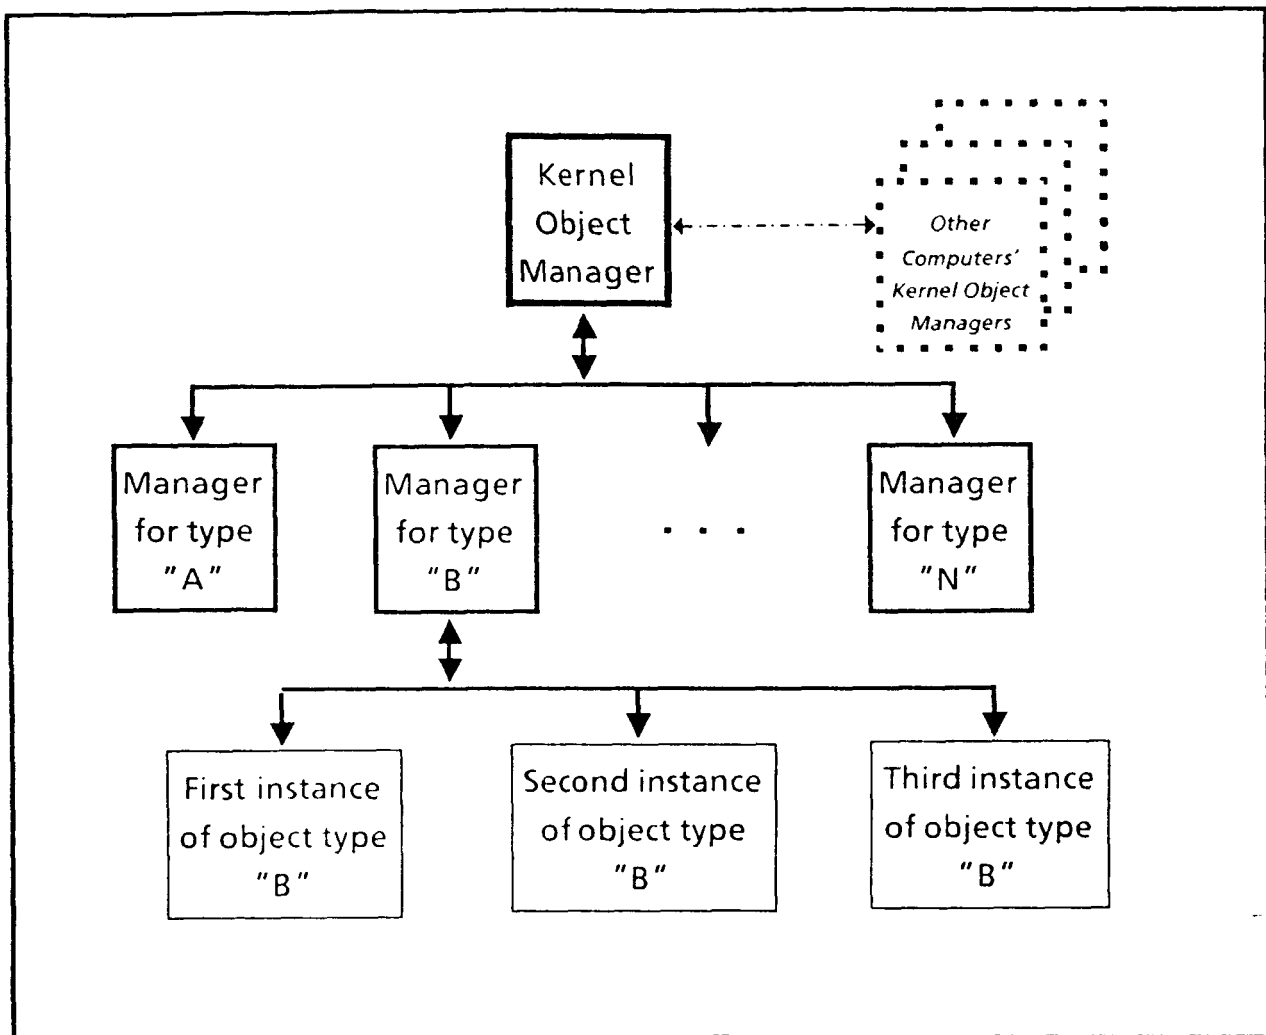 Kernel
Object
Manager
Other
Computers'
Kernel Object
Managers
Manager
for type
"A"
Manager
for type
"B"
. . .
Manager
for type
"N"
First instance
of object type
"B"
Second instance
of object type
"B"
Third instance
of object type
"B"